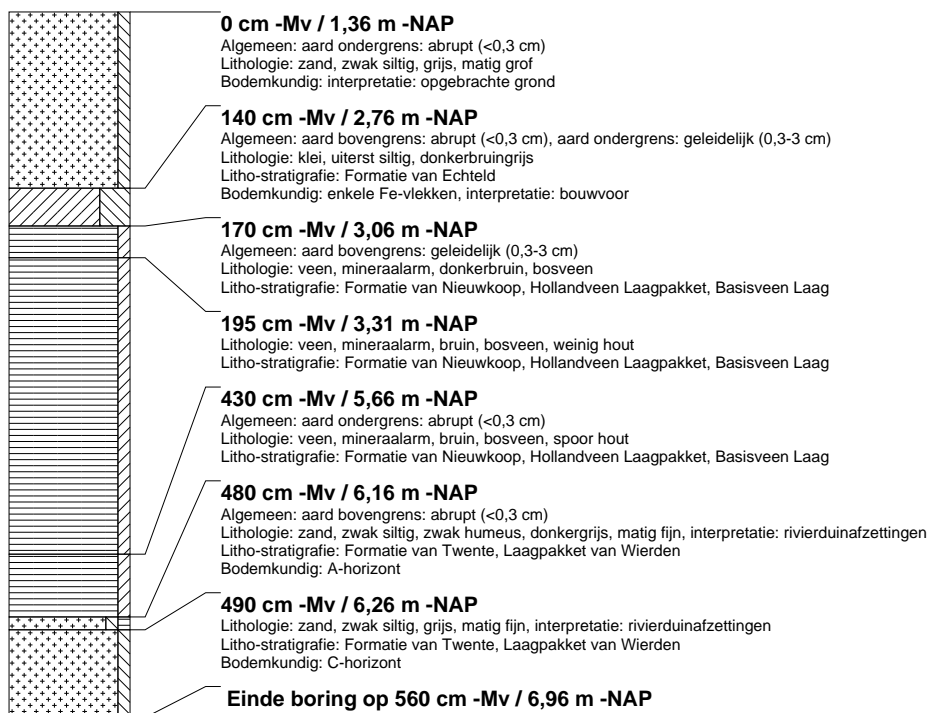 0 cm -Mv / 1,36 m -NAP
Algemeen: aard ondergrens: abrupt (<0,3 cm)
Lithologie: zand, zwak siltig, grijs, matig grof
Bodemkundig: interpretatie: opgebrachte grond
140 cm -Mv / 2,76 m -NAP
Algemeen: aard bovengrens: abrupt (<0,3 cm), aard ondergrens: geleidelijk (0,3-3 cm)
Lithologie: klei, uiterst siltig, donkerbruingrijs
Litho-stratigrafie: Formatie van Echteld
Bodemkundig: enkele Fe-vlekken, interpretatie: bouwvoor
170 cm -Mv / 3,06 m -NAP
Algemeen: aard bovengrens: geleidelijk (0,3-3 cm)
Lithologie: veen, mineraalarm, donkerbruin, bosveen
Litho-stratigrafie: Formatie van Nieuwkoop, Hollandveen Laagpakket, Basisveen Laag
195 cm -Mv / 3,31 m -NAP
Lithologie: veen, mineraalarm, bruin, bosveen, weinig hout
Litho-stratigrafie: Formatie van Nieuwkoop, Hollandveen Laagpakket, Basisveen Laag
430 cm -Mv / 5,66 m -NAP
Algemeen: aard ondergrens: abrupt (<0,3 cm)
Lithologie: veen, mineraalarm, bruin, bosveen, spoor hout
Litho-stratigrafie: Formatie van Nieuwkoop, Hollandveen Laagpakket, Basisveen Laag
480 cm -Mv / 6,16 m -NAP
Algemeen: aard bovengrens: abrupt (<0,3 cm)
Lithologie: zand, zwak siltig, zwak humeus, donkergrijs, matig fijn, interpretatie: rivierduinafzettingen
Litho-stratigrafie: Formatie van Twente, Laagpakket van Wierden
Bodemkundig: A-horizont
490 cm -Mv / 6,26 m -NAP
Lithologie: zand, zwak siltig, grijs, matig fijn, interpretatie: rivierduinafzettingen
Litho-stratigrafie: Formatie van Twente, Laagpakket van Wierden
Bodemkundig: C-horizont
Einde boring op 560 cm -Mv / 6,96 m -NAP